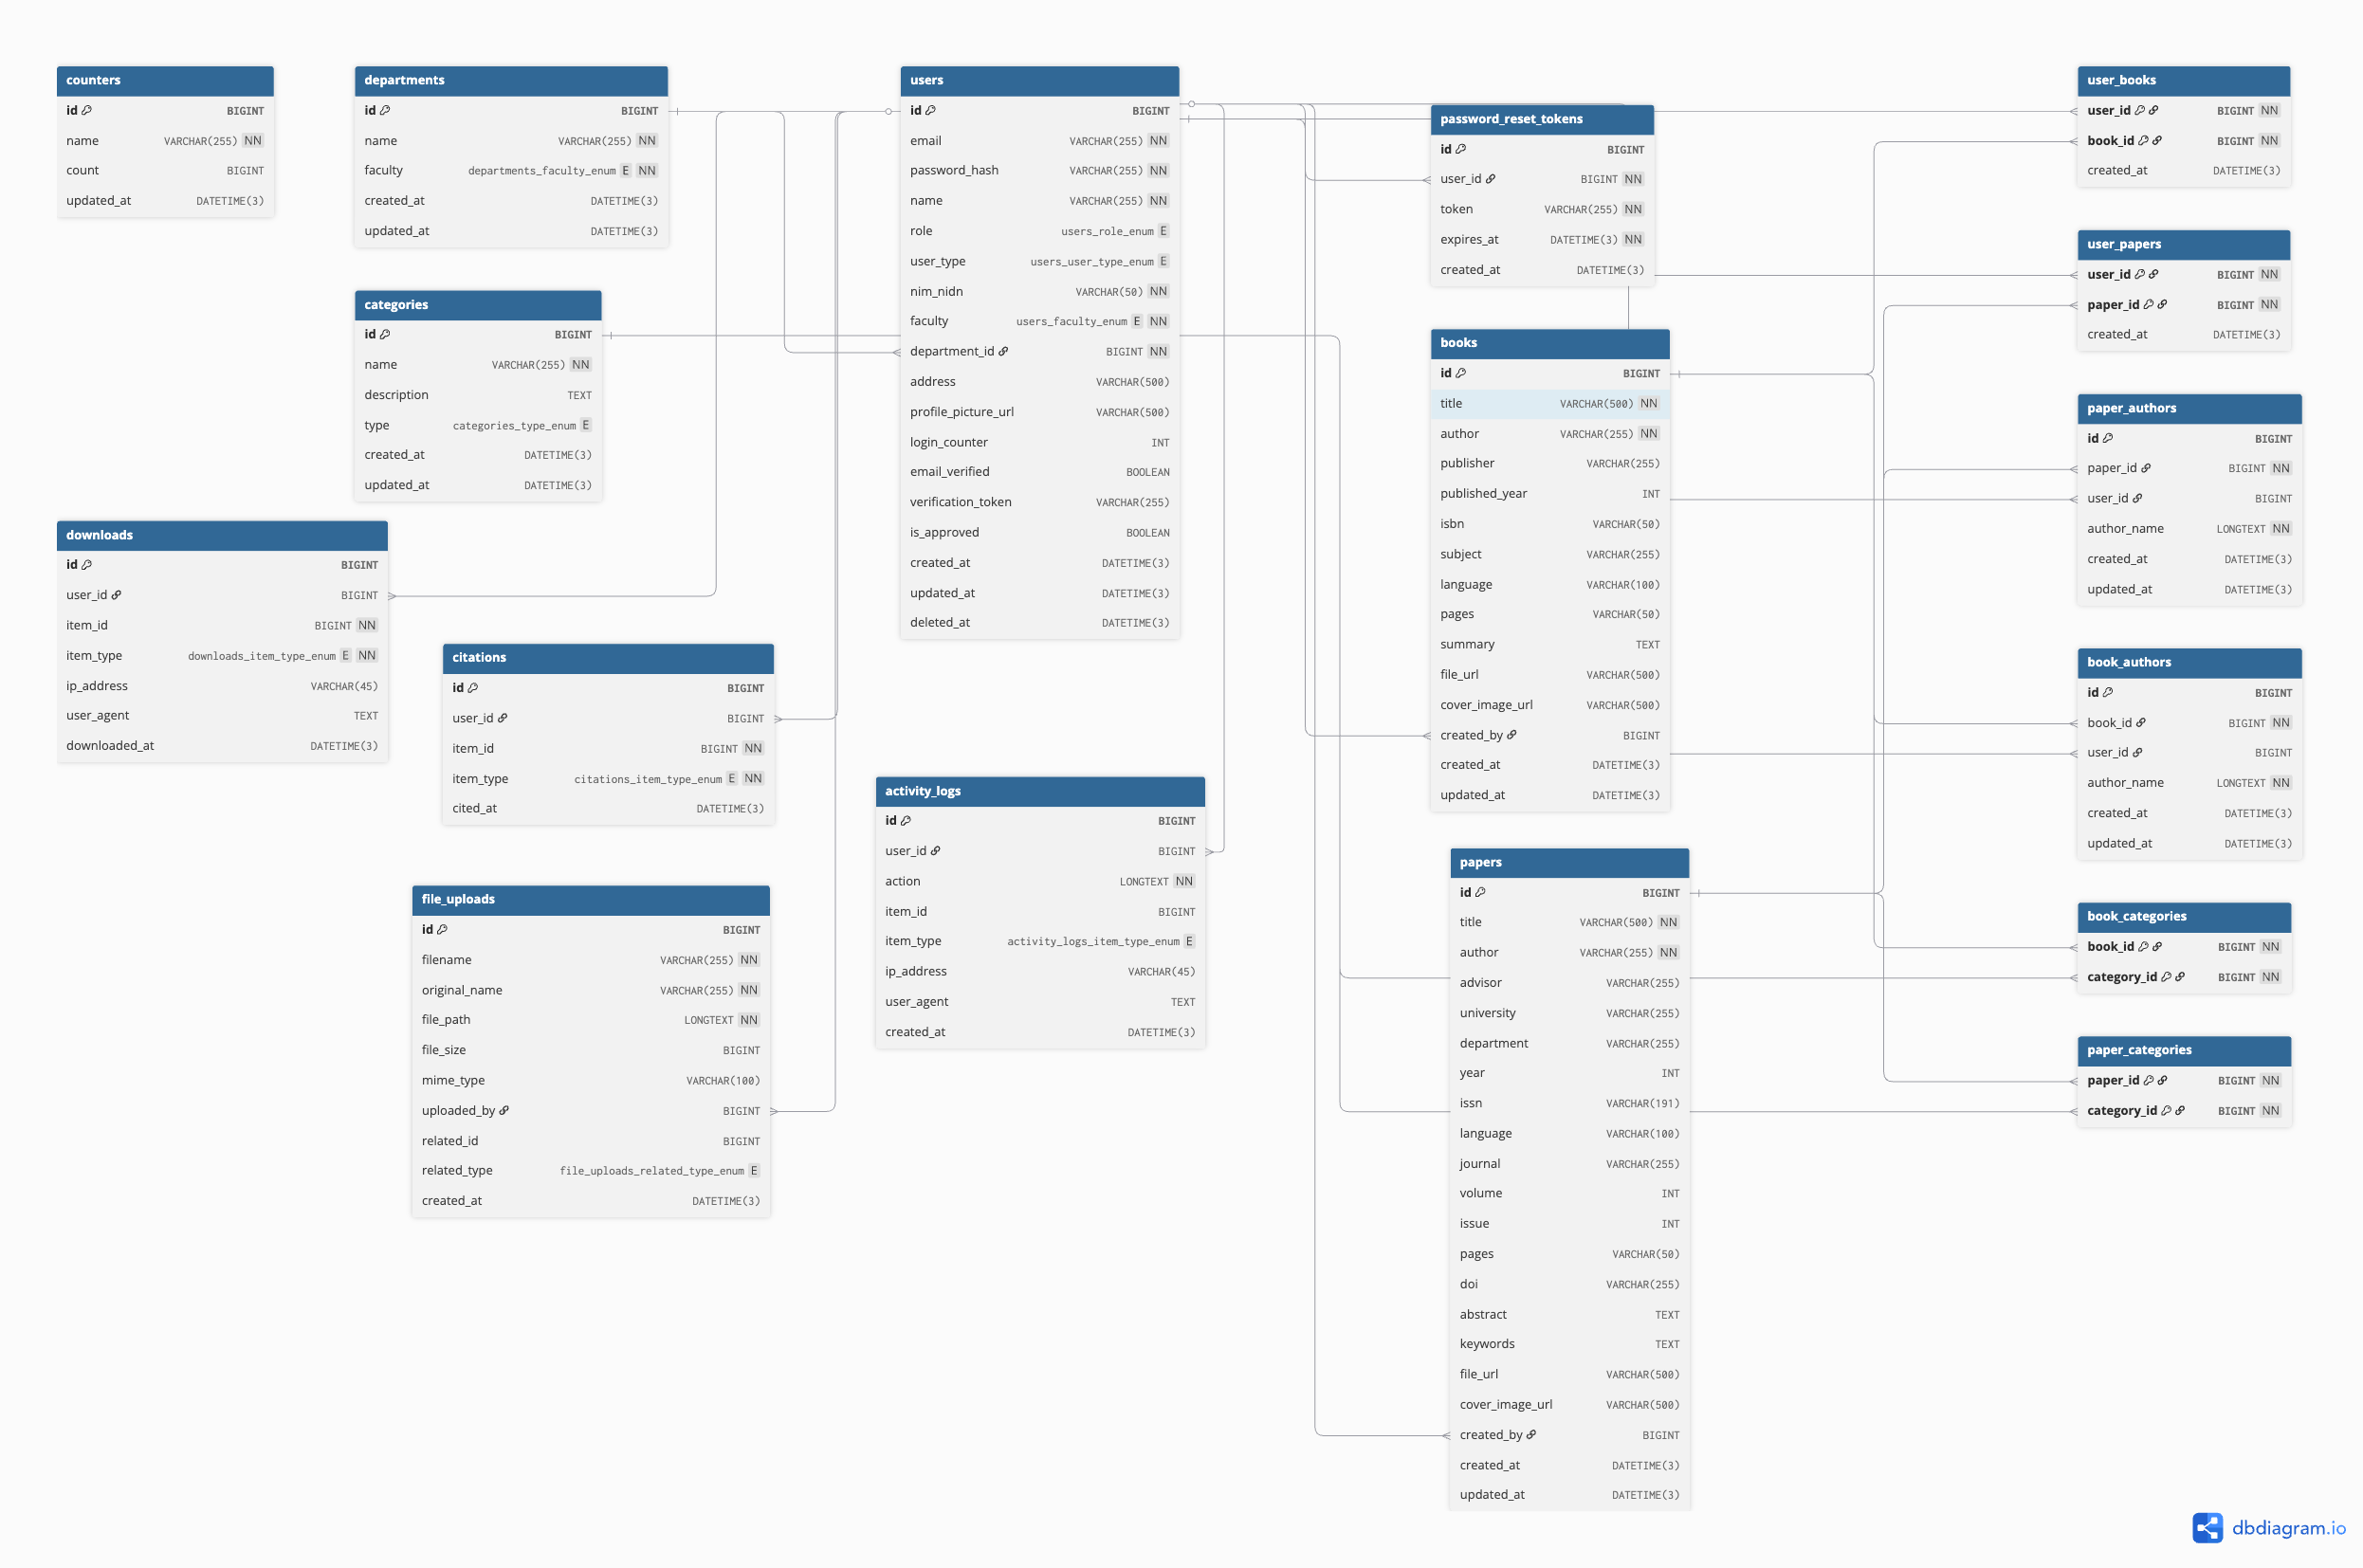 counters
id BIGINT
name VARCHAR(255) NN
count BIGINT
updated_at DATETIME(3)
departments
id BIGINT
name VARCHAR(255) NN
faculty departments_faculty_enum E NN
created_at DATETIME(3)
updated_at DATETIME(3)
categories
id BIGINT
name VARCHAR(255) NN
description TEXT
type categories_type_enum E
created_at DATETIME(3)
updated_at DATETIME(3)
downloads
id BIGINT
user_id BIGINT
item_id BIGINT NN
item_type downloads_item_type_enum E NN
ip_address VARCHAR(45)
user_agent TEXT
downloaded_at DATETIME(3)
citations
id BIGINT
user_id BIGINT
item_id BIGINT NN
item_type citations_item_type_enum E NN
cited_at DATETIME(3)
file_uploads
id BIGINT
filename VARCHAR(255) NN
original_name VARCHAR(255) NN
file_path LONGTEXT NN
file_size BIGINT
mime_type VARCHAR(100)
uploaded_by BIGINT
related_id BIGINT
related_type file_uploads_related_type_enum E
created_at DATETIME(3)
users
id BIGINT
email VARCHAR(255) NN
password_hash VARCHAR(255) NN
name VARCHAR(255) NN
role users_role_enum E
user_type users_user_type_enum E
nim_nidn VARCHAR(50) NN
faculty users_faculty_enum E NN
department_id BIGINT NN
address VARCHAR(500)
profile_picture_url VARCHAR(500)
login_counter INT
email_verified BOOLEAN
verification_token VARCHAR(255)
is_approved BOOLEAN
created_at DATETIME(3)
updated_at DATETIME(3)
deleted_at DATETIME(3)
activity_logs
id BIGINT
user_id BIGINT
action LONGTEXT NN
item_id BIGINT
item_type activity_logs_item_type_enum E
ip_address VARCHAR(45)
user_agent TEXT
created_at DATETIME(3)
password_reset_tokens
id BIGINT
user_id BIGINT NN
token VARCHAR(255) NN
expires_at DATETIME(3) NN
created_at DATETIME(3)
books
id BIGINT
title VARCHAR(500) NN
author VARCHAR(255) NN
publisher VARCHAR(255)
published_year INT
isbn VARCHAR(50)
subject VARCHAR(255)
language VARCHAR(100)
pages VARCHAR(50)
summary TEXT
file_url VARCHAR(500)
cover_image_url VARCHAR(500)
created_by BIGINT
created_at DATETIME(3)
updated_at DATETIME(3)
papers
id BIGINT
title VARCHAR(500) NN
author VARCHAR(255) NN
advisor VARCHAR(255)
university VARCHAR(255)
department VARCHAR(255)
year INT
issn VARCHAR(191)
language VARCHAR(100)
journal VARCHAR(255)
volume INT
issue INT
pages VARCHAR(50)
doi VARCHAR(255)
abstract TEXT
keywords TEXT
file_url VARCHAR(500)
cover_image_url VARCHAR(500)
created_by BIGINT
created_at DATETIME(3)
updated_at DATETIME(3)
user_books
user_id BIGINT NN
book_id BIGINT NN
created_at DATETIME(3)
user_papers
user_id BIGINT NN
paper_id BIGINT NN
created_at DATETIME(3)
paper_authors
id BIGINT
paper_id BIGINT NN
user_id BIGINT
author_name LONGTEXT NN
created_at DATETIME(3)
updated_at DATETIME(3)
book_authors
id BIGINT
book_id BIGINT NN
user_id BIGINT
author_name LONGTEXT NN
created_at DATETIME(3)
updated_at DATETIME(3)
book_categories
book_id BIGINT NN
category_id BIGINT NN
paper_categories
paper_id BIGINT NN
category_id BIGINT NN
dbdiagram.io